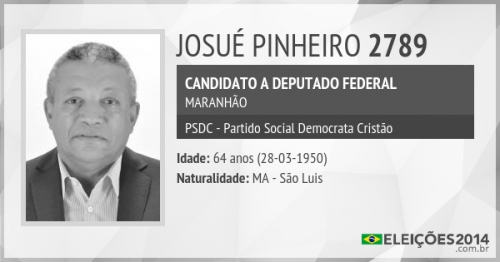 JOSUÉ PINHEIRO 2789
CANDIDATO A DEPUTADO FEDERAL
MARANHÃO
PSDC - Partido Social Democrata Cristão
Idade: 64 anos (28-03-1950)
Naturalidade: MA - São Luis
ELEIÇÕES2014
.com.br